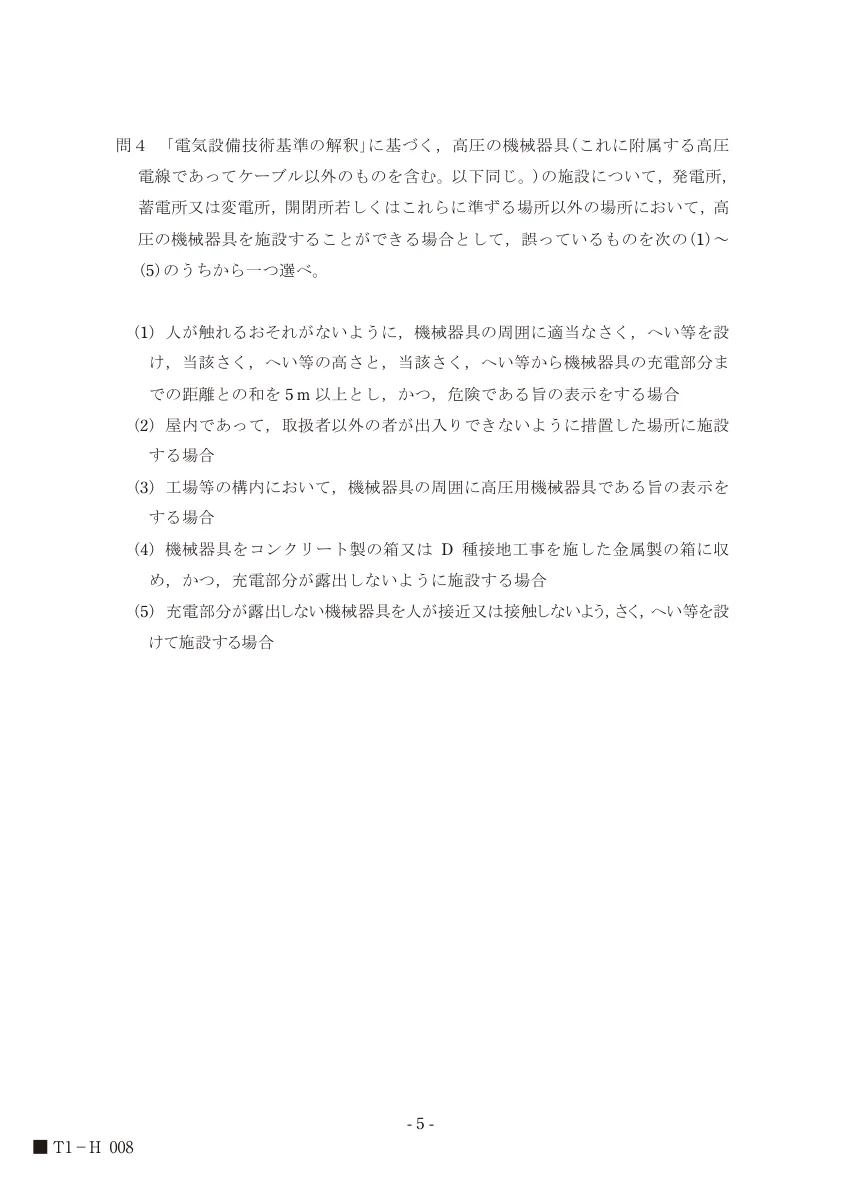 問４　「電気設備技術基準の解釈」に基づく，高圧の機械器具（これに附属する高圧
電線であってケーブル以外のものを含む。以下同じ。）の施設について，発電所，
蓄電所又は変電所，開閉所若しくはこれらに準ずる場所以外の場所において，高
圧の機械器具を施設することができる場合として，誤っているものを次の(1)～
(5)のうちから一つ選べ。
(1) 人が触れるおそれがないように，機械器具の周囲に適当なさく，へい等を設
け，当該さく，へい等の高さと，当該さく，へい等から機械器具の充電部分ま
での距離との和を 5 m 以上とし，かつ，危険である旨の表示をする場合
(2) 屋内であって，取扱者以外の者が出入りできないように措置した場所に施設
する場合
(3) 工場等の構内において，機械器具の周囲に高圧用機械器具である旨の表示を
する場合
(4) 機械器具をコンクリート製の箱又は D 種接地工事を施した金属製の箱に収
め，かつ，充電部分が露出しないように施設する場合
(5) 充電部分が露出しない機械器具を人が接近又は接触しないよう，さく，へい等を設
けて施設する場合
- 5 -
■ T1－H 008